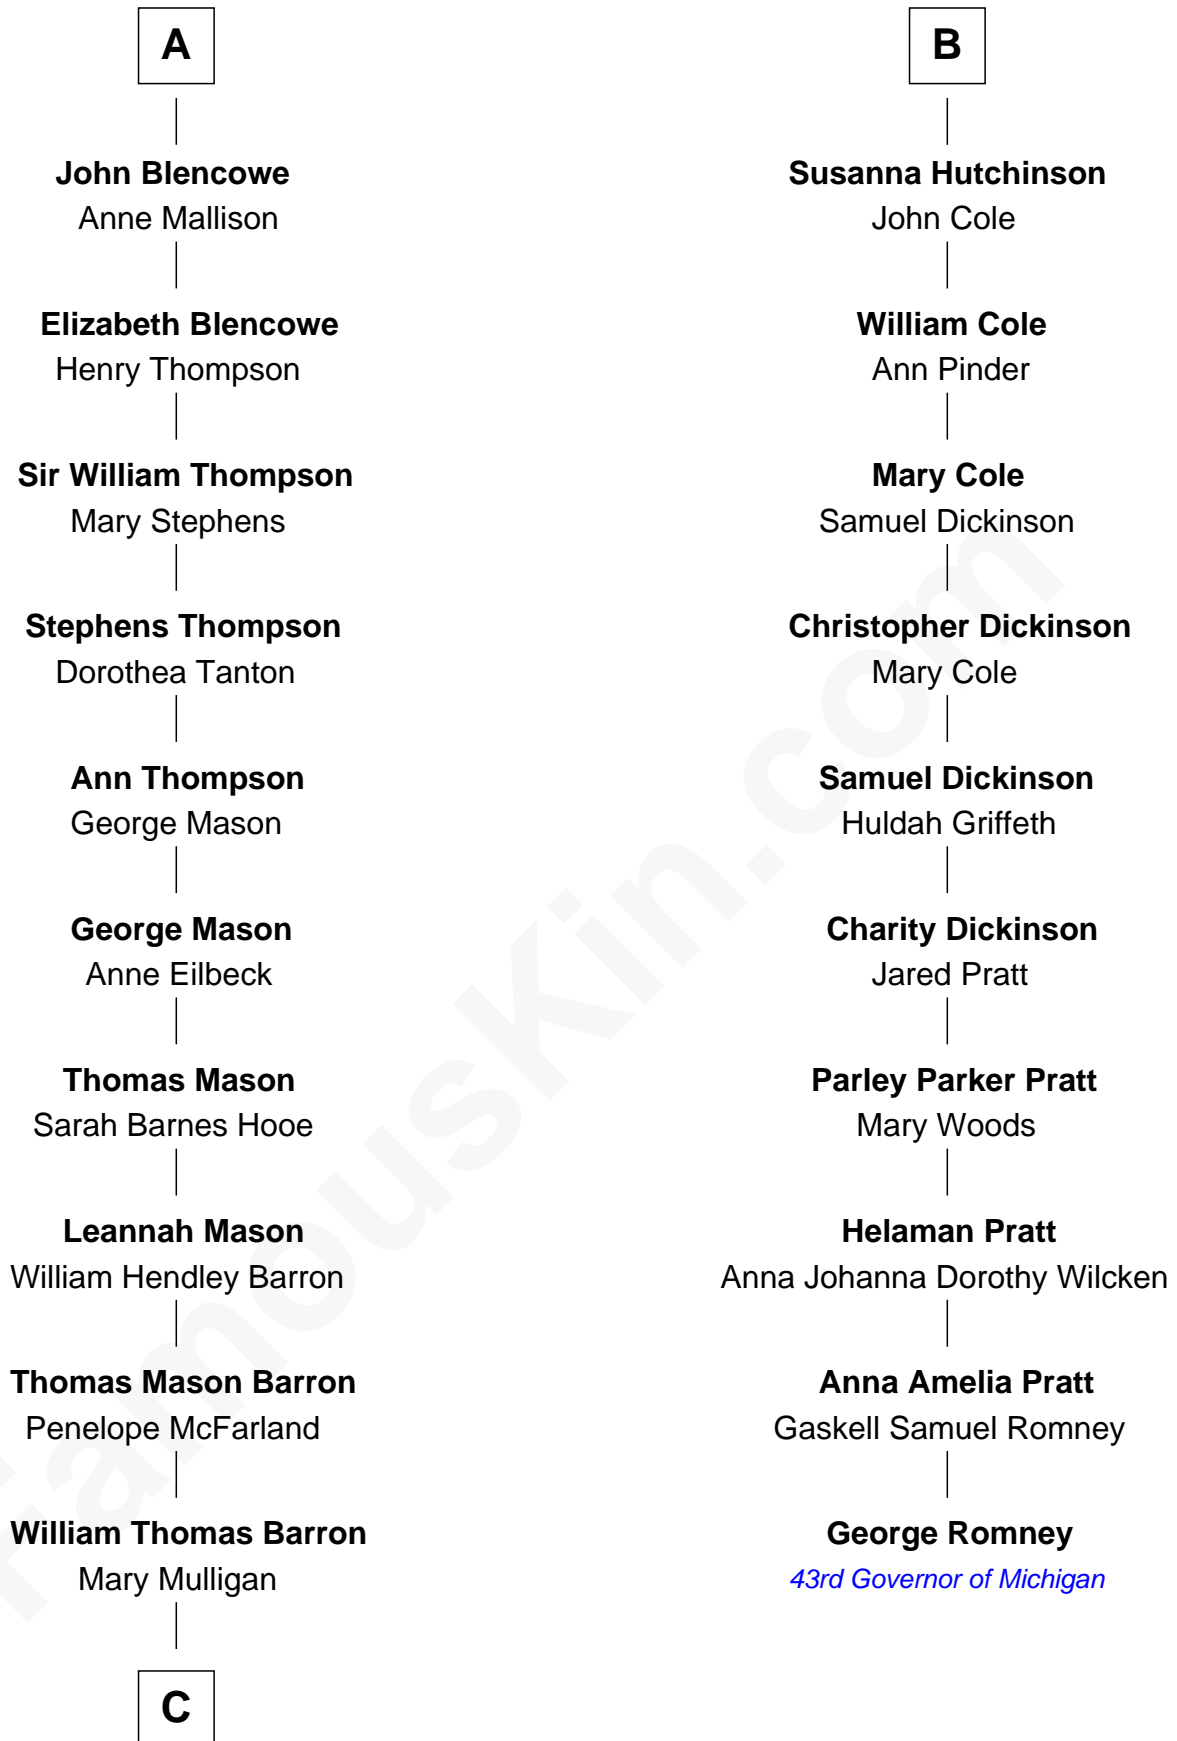 A
John Blencowe
Anne Mallison
Elizabeth Blencowe
Henry Thompson
Sir William Thompson
Mary Stephens
Stephens Thompson
Dorothea Tanton
Ann Thompson
George Mason
George Mason
Anne Eilbeck
Thomas Mason
Sarah Barnes Hooe
Leannah Mason
William Hendley Barron
Thomas Mason Barron
Penelope McFarland
William Thomas Barron
Mary Mulligan
C
B
Susanna Hutchinson
John Cole
William Cole
Ann Pinder
Mary Cole
Samuel Dickinson
Christopher Dickinson
Mary Cole
Samuel Dickinson
Huldah Griffeth
Charity Dickinson
Jared Pratt
Parley Parker Pratt
Mary Woods
Helaman Pratt
Anna Johanna Dorothy Wilcken
Anna Amelia Pratt
Gaskell Samuel Romney
George Romney
43rd Governor of Michigan
FamousKin.com